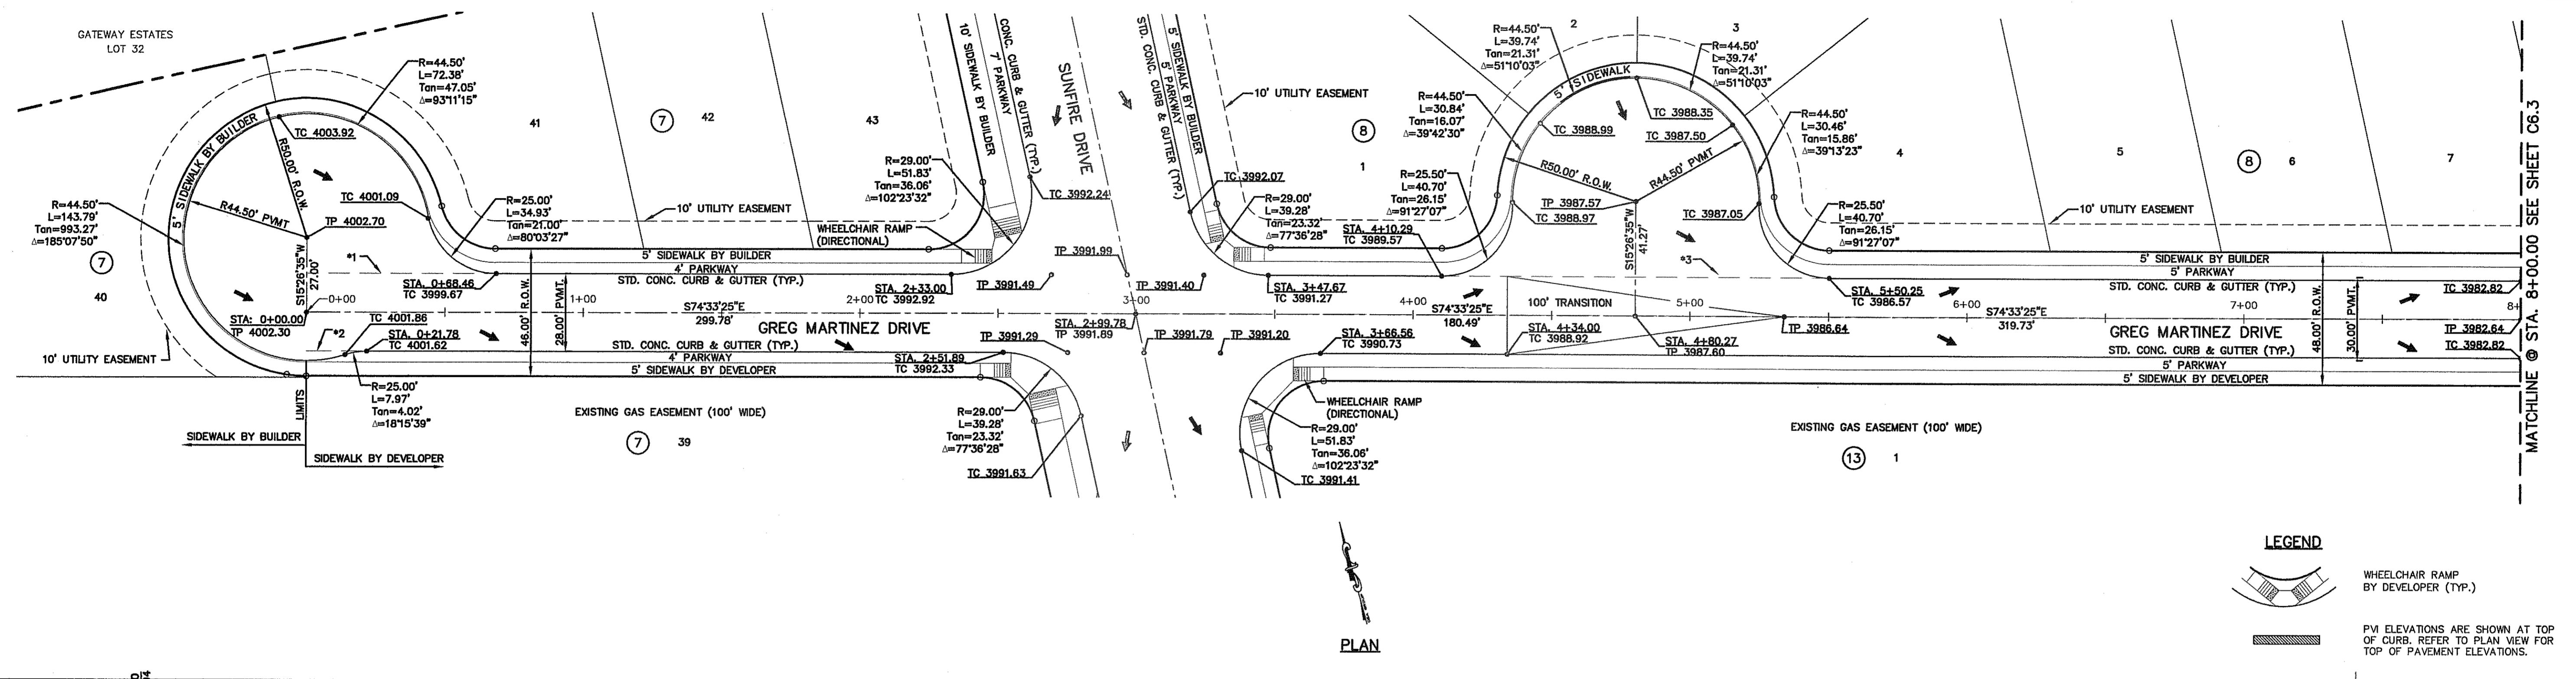 GATEWAY ESTATES
LOT 32
R=44.50'
L=72.38'
Tan=47.05'
Δ=93°11'15"
5' SIDEWALK BY BUILDER
TC 4003.92
R50.00' R.O.W.
R44.50' PVMT
TC 4001.09
TP 4002.70
R=44.50'
L=143.79'
Tan=993.27'
Δ=185°07'50"
7
40
S15°26'35"W
27.00'
*1
0+00
STA: 0+00.00
TP 4002.30
*2
TC 4001.86
STA. 0+21.78
TC 4001.62
10' UTILITY EASEMENT
R=25.00'
L=7.97'
Tan=4.02'
Δ=18°15'39"
LIMITS
SIDEWALK BY BUILDER
SIDEWALK BY DEVELOPER
41
7
42
43
R=25.00'
L=34.93'
Tan=21.00'
Δ=80°03'27"
10' UTILITY EASEMENT
5' SIDEWALK BY BUILDER
4' PARKWAY
STD. CONC. CURB & GUTTER (TYP.)
STA. 0+68.46
TC 3999.67
46.00' R.O.W.
28.00' PVMT.
1+00
S74°33'25"E
299.78'
2+00
GREG MARTINEZ DRIVE
STD. CONC. CURB & GUTTER (TYP.)
4' PARKWAY
5' SIDEWALK BY DEVELOPER
EXISTING GAS EASEMENT (100' WIDE)
7
39
R=29.00'
L=51.83'
Tan=36.06'
Δ=102°23'32"
WHEELCHAIR RAMP
(DIRECTIONAL)
STA. 2+33.00
TC 3992.92
STA. 2+51.89
TC 3992.33
R=29.00'
L=39.28'
Tan=23.32'
Δ=77°36'28"
TC 3991.63
10' SIDEWALK BY BUILDER
7' PARKWAY
CONC. CURB & GUTTER (TYP.)
SUNFIRE DRIVE
STD. CONC. CURB & GUTTER (TYP.)
5' PARKWAY
5' SIDEWALK BY BUILDER
TC 3992.24
TC 3992.07
TP 3991.99
TP 3991.49
TP 3991.40
3+00
STA. 2+99.78
TP 3991.89
TP 3991.29
TP 3991.79
TP 3991.20
10' UTILITY EASEMENT
8
1
R=29.00'
L=39.28'
Tan=23.32'
Δ=77°36'28"
STA. 3+47.67
TC 3991.27
STA. 3+66.56
TC 3990.73
WHEELCHAIR RAMP
(DIRECTIONAL)
R=29.00'
L=51.83'
Tan=36.06'
Δ=102°23'32"
TC 3991.41
R=25.50'
L=40.70'
Tan=26.15'
Δ=91°27'07"
STA. 4+10.29
TC 3989.57
4+00
S74°33'25"E
180.49'
R=44.50'
L=30.84'
Tan=16.07'
Δ=39°42'30"
R=44.50'
L=39.74'
Tan=21.31'
Δ=51°10'03"
2
3
R=44.50'
L=39.74'
Tan=21.31'
Δ=51°10'03"
5' SIDEWALK
TC 3988.35
TC 3988.99
TC 3987.50
R50.00' R.O.W.
R44.50' PVMT
R=44.50'
L=30.46'
Tan=15.86'
Δ=39°13'23"
TP 3987.57
TC 3988.97
TC 3987.05
S15°26'35"W
41.27'
*3
100' TRANSITION
5+00
STA. 4+34.00
TC 3988.92
STA. 4+80.27
TP 3987.60
TP 3986.64
R=25.50'
L=40.70'
Tan=26.15'
Δ=91°27'07"
STA. 5+50.25
TC 3986.57
4
5
8
6
7
10' UTILITY EASEMENT
5' SIDEWALK BY BUILDER
5' PARKWAY
STD. CONC. CURB & GUTTER (TYP.)
6+00
S74°33'25"E
319.73'
7+00
8+
GREG MARTINEZ DRIVE
STD. CONC. CURB & GUTTER (TYP.)
5' PARKWAY
5' SIDEWALK BY DEVELOPER
48.00' R.O.W.
30.00' PVMT.
TC 3982.82
TP 3982.64
TC 3982.82
MATCHLINE @ STA. 8+00.00 SEE SHEET C6.3
EXISTING GAS EASEMENT (100' WIDE)
13
1
PLAN
LEGEND
WHEELCHAIR RAMP
BY DEVELOPER (TYP.)
PVI ELEVATIONS ARE SHOWN AT TOP
OF CURB. REFER TO PLAN VIEW FOR
TOP OF PAVEMENT ELEVATIONS.